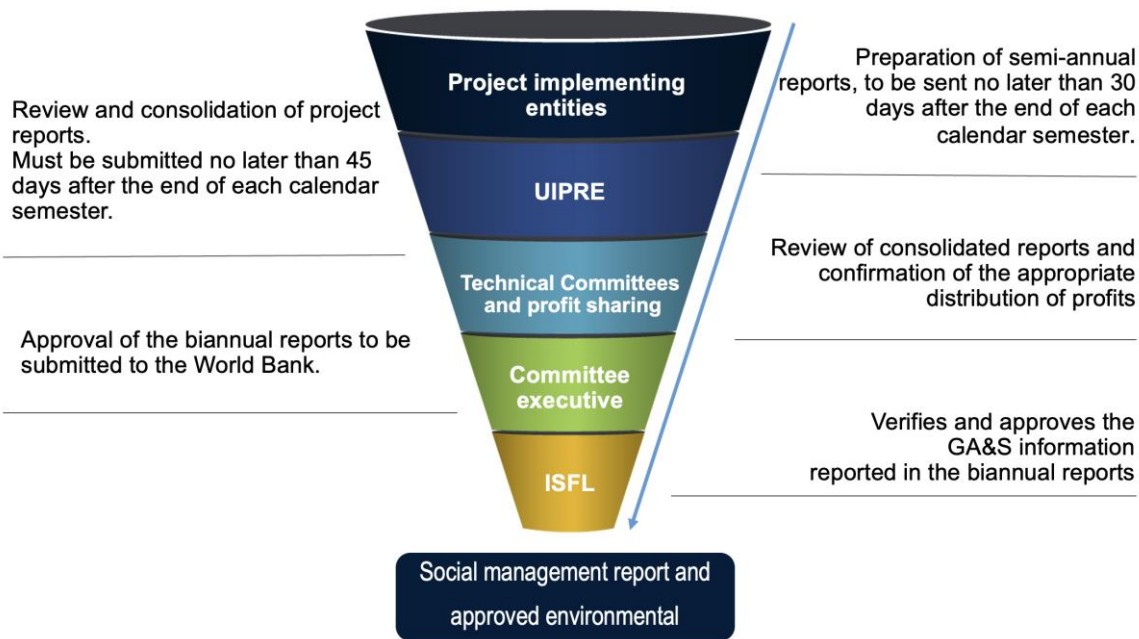 Project implementing
entities
Preparation of semi-annual
reports, to be sent no later than 30
days after the end of each
calendar semester.
Review and consolidation of project
reports.
Must be submitted no later than 45
days after the end of each calendar
semester.
UIPRE
Technical Committees
and profit sharing
Review of consolidated reports and
confirmation of the appropriate
distribution of profits
Approval of the biannual reports to be
submitted to the World Bank.
Committee
executive
ISFL
Verifies and approves the
GA&S information
reported in the biannual reports
Social management report and
approved environmental